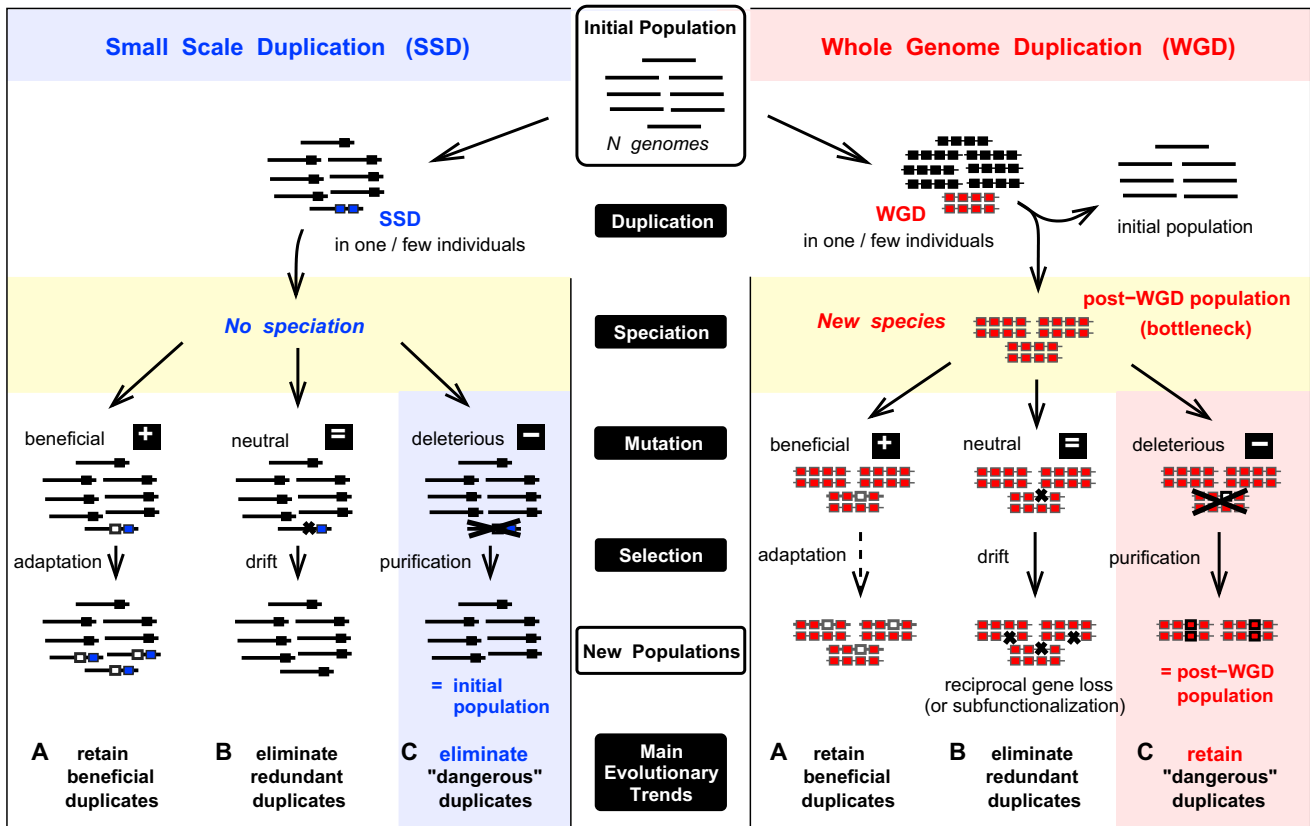 Small Scale Duplication (SSD)
Initial Population
N genomes
Whole Genome Duplication (WGD)
SSD
in one / few individuals
Duplication
WGD
in one / few individuals
initial population
No speciation
Speciation
New species
post−WGD population
(bottleneck)
beneficial
+
neutral
=
deleterious
−
Mutation
beneficial
+
neutral
=
deleterious
−
adaptation
drift
purification
Selection
adaptation
drift
purification
= initial
population
New Populations
reciprocal gene loss
(or subfunctionalization)
= post−WGD
population
A retain
beneficial
duplicates
B eliminate
redundant
duplicates
C eliminate
"dangerous"
duplicates
Main
Evolutionary
Trends
A retain
beneficial
duplicates
B eliminate
redundant
duplicates
C retain
"dangerous"
duplicates